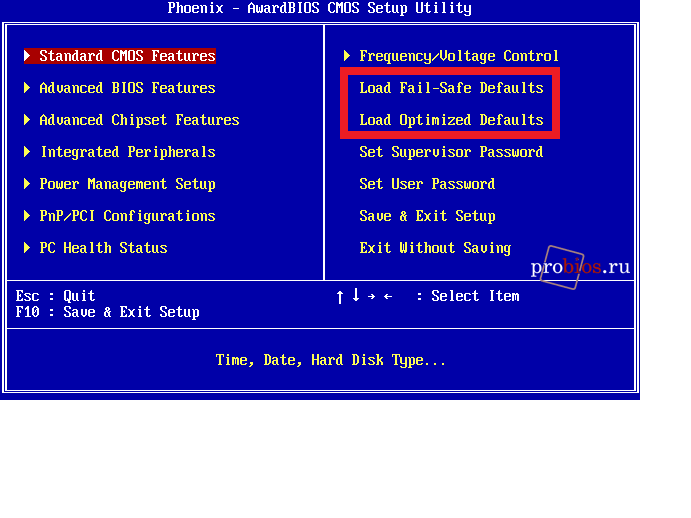 Phoenix - AwardBIOS CMOS Setup Utility
Standard CMOS Features
Advanced BIOS Features
Advanced Chipset Features
Integrated Peripherals
Power Management Setup
PnP/PCI Configurations
PC Health Status
Frequency/Voltage Control
Load Fail-Safe Defaults
Load Optimized Defaults
Set Supervisor Password
Set User Password
Save & Exit Setup
Exit Without Saving
probios.ru
Esc : Quit
F10 : Save & Exit Setup
↑ ↓ → ← : Select Item
Time, Date, Hard Disk Type...